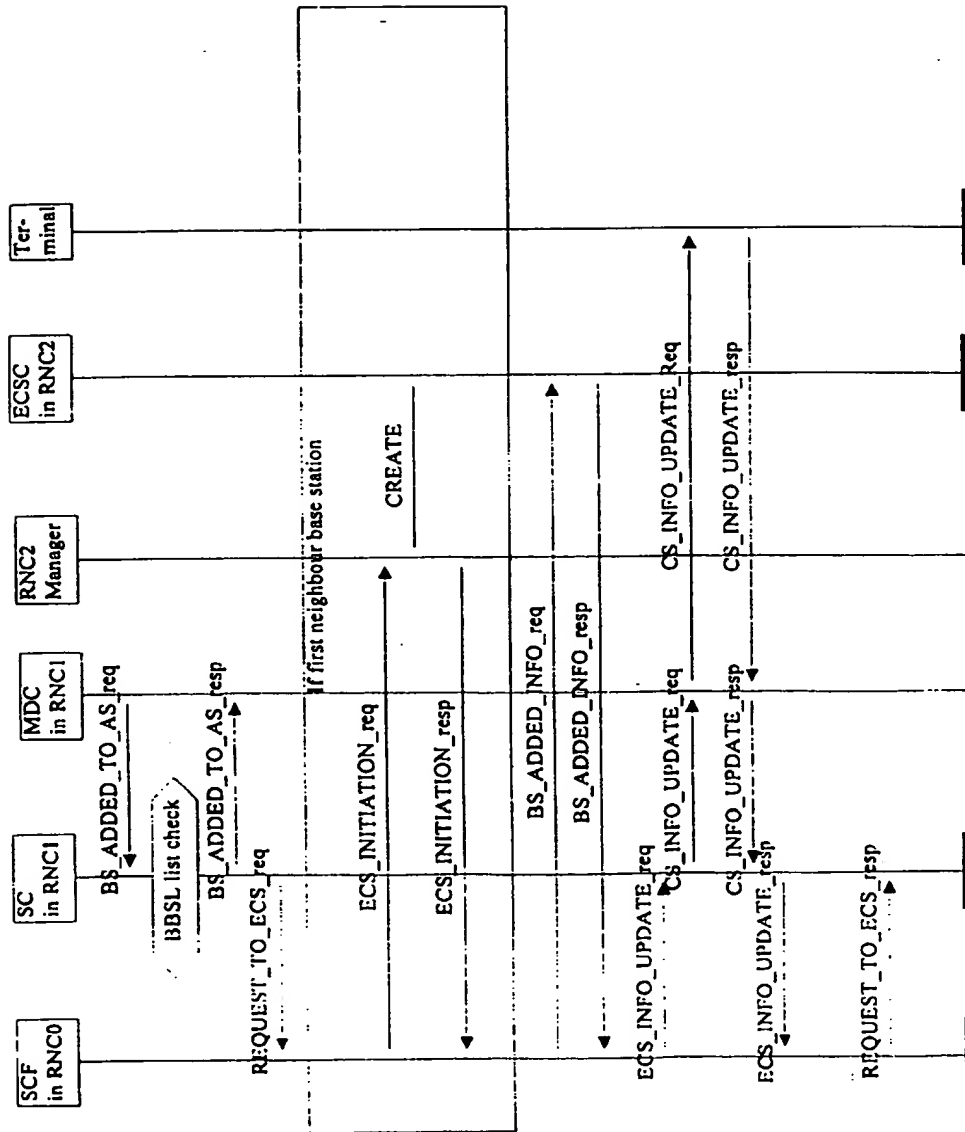 SCF
in RNC0
SC
in RNC1
MDC
in RNC1
RNC2
Manager
ECSC
in RNC2
Ter-
minal
BS_ADDED_TO_AS_req
BBSL list check
BS_ADDED_TO_AS_resp
REQUEST_TO_ECS_req
If first neighbour base station
ECS_INITIATION_req
CREATE
ECS_INITIATION_resp
BS_ADDED_INFO_req
BS_ADDED_INFO_resp
ECS_INFO_UPDATE_req
CS_INFO_UPDATE_req
CS_INFO_UPDATE_Req
CS_INFO_UPDATE_resp
CS_INFO_UPDATE_resp
ECS_INFO_UPDATE_resp
REQUEST_TO_ECS_resp